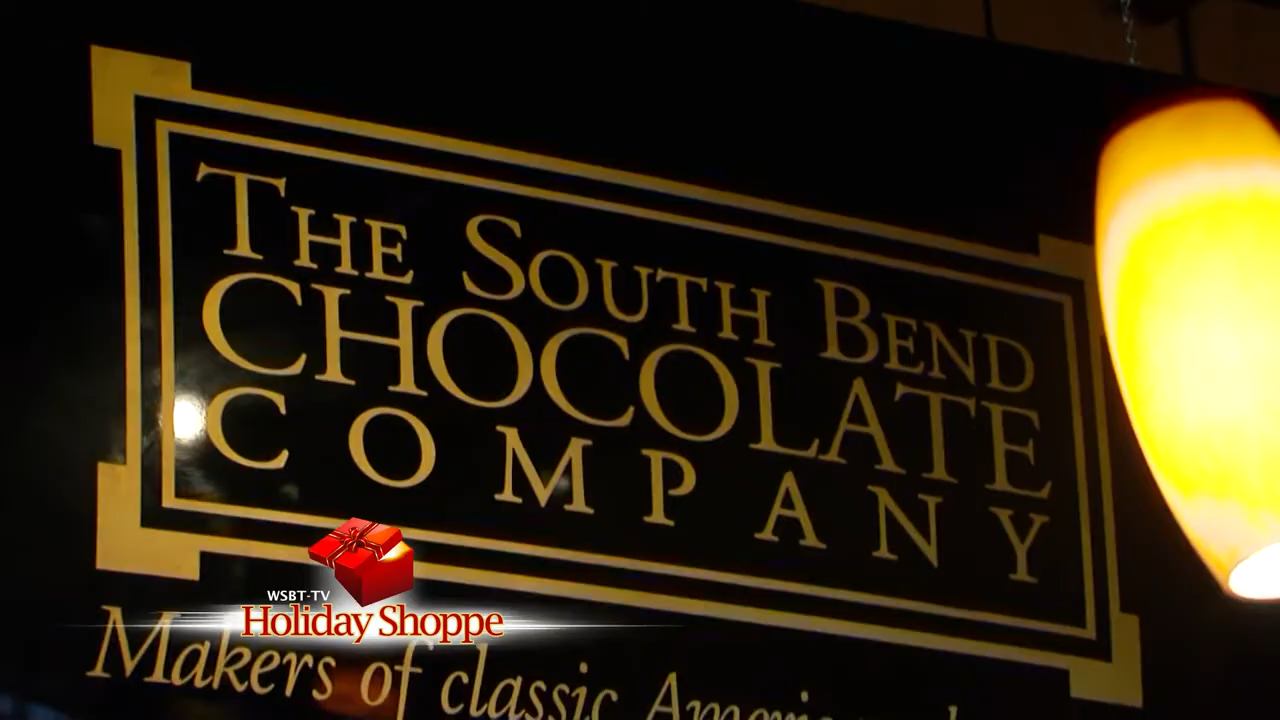 THE SOUTH BEND
CHOCOLATE
COMPANY
WSBT-TV
Holiday Shoppe
Makers of classic